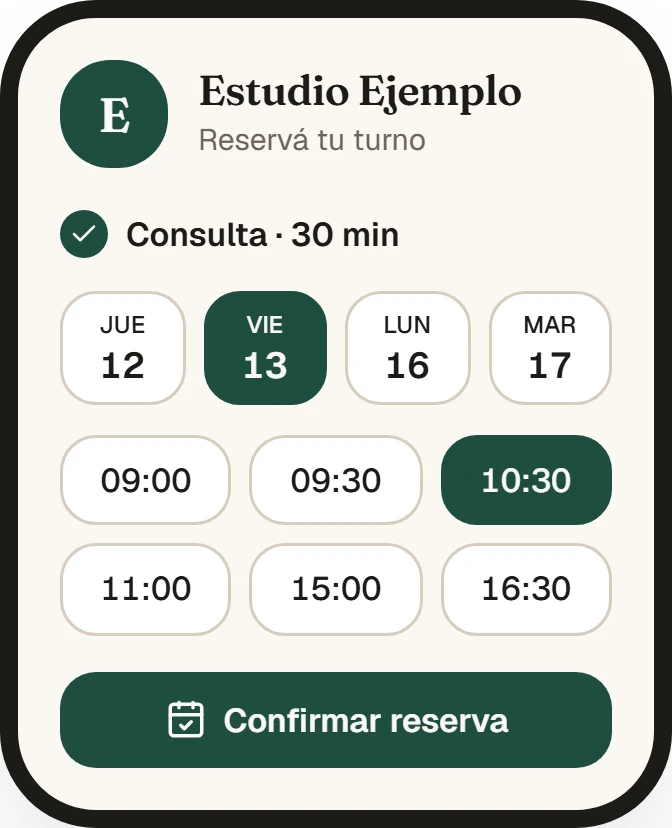 E
Estudio Ejemplo
Reservá tu turno
Consulta · 30 min
JUE VIE LUN MAR
12 13 16 17
09:00 09:30 10:30
11:00 15:00 16:30
Confirmar reserva